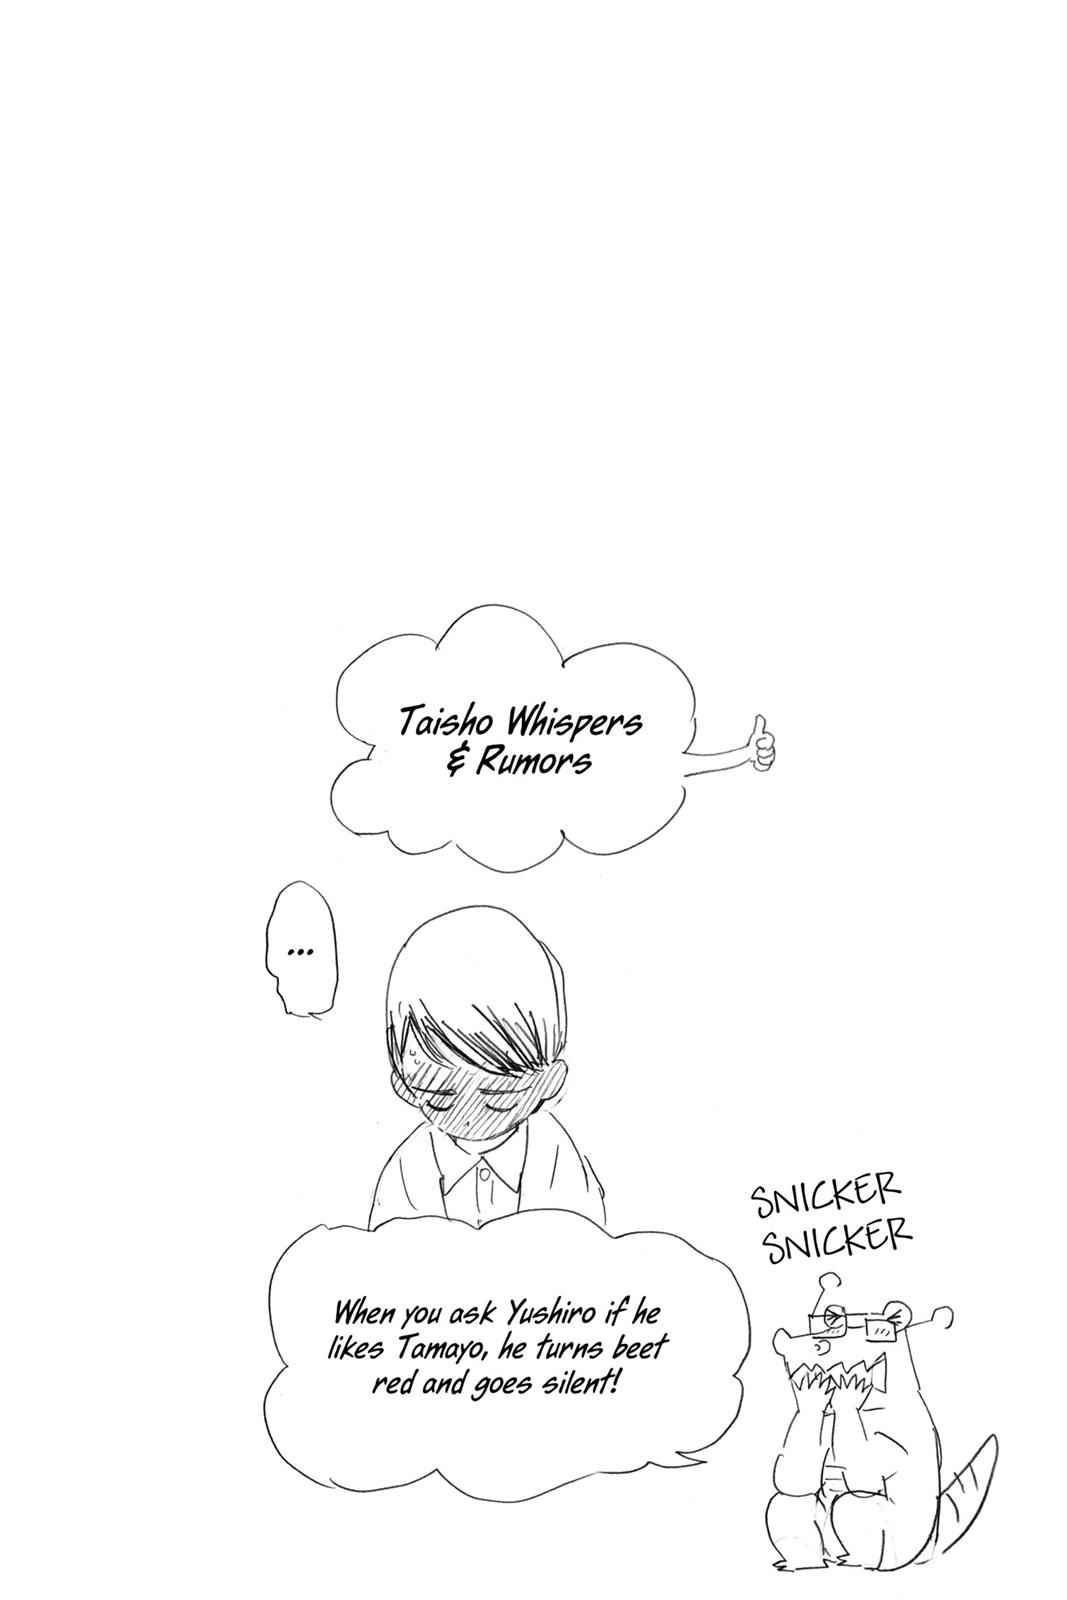 Taisho Whispers
& Rumors
...
SNICKER
SNICKER
When you ask Yushiro if he
likes Tamayo, he turns beet
red and goes silent!